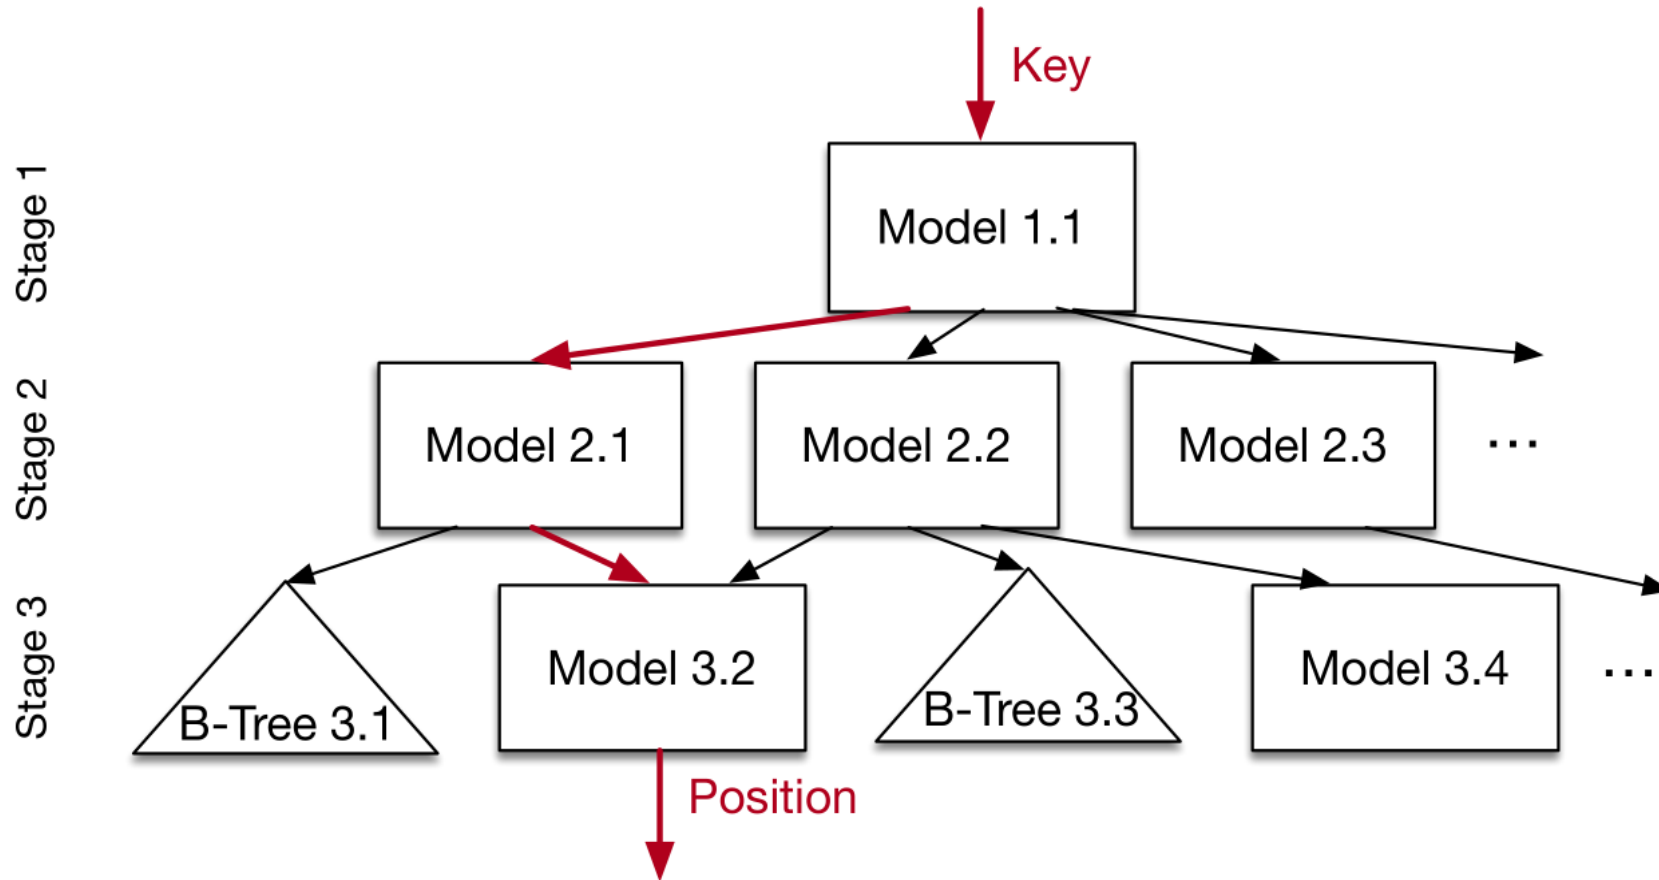 Key
Stage 1
Model 1.1
Stage 2
Model 2.1
Model 2.2
Model 2.3
...
Stage 3
B-Tree 3.1
Model 3.2
B-Tree 3.3
Model 3.4
...
Position